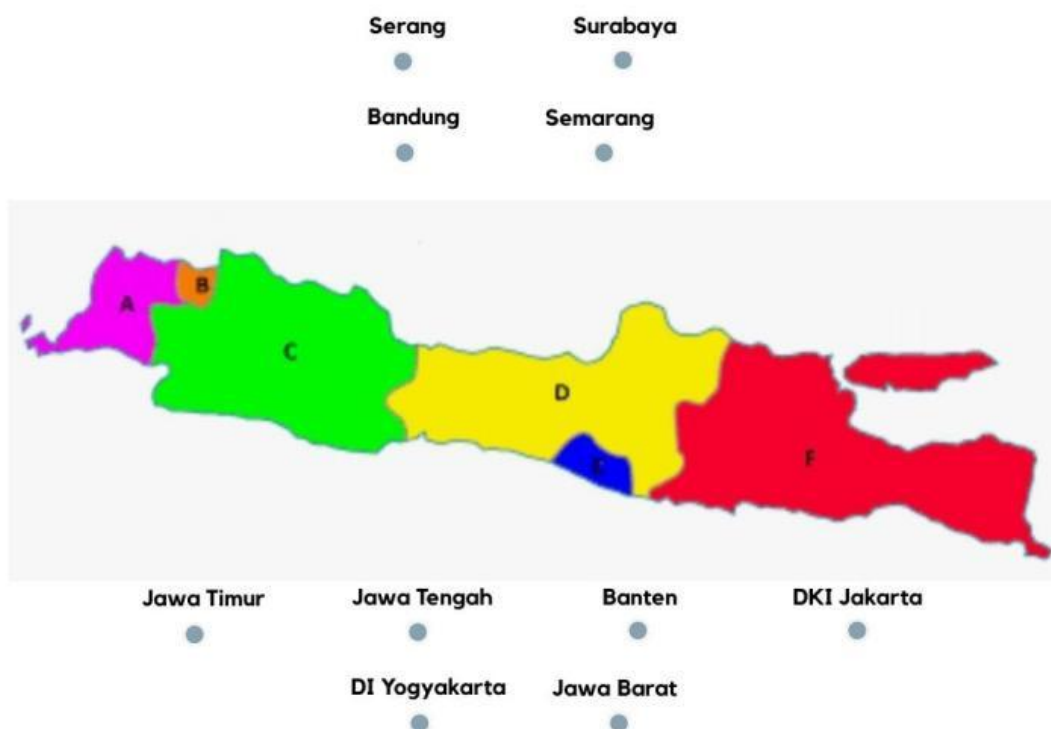 Serang Surabaya
Bandung Semarang
A
B
C
D
E
F
Jawa Timur Jawa Tengah Banten DKI Jakarta
DI Yogyakarta Jawa Barat